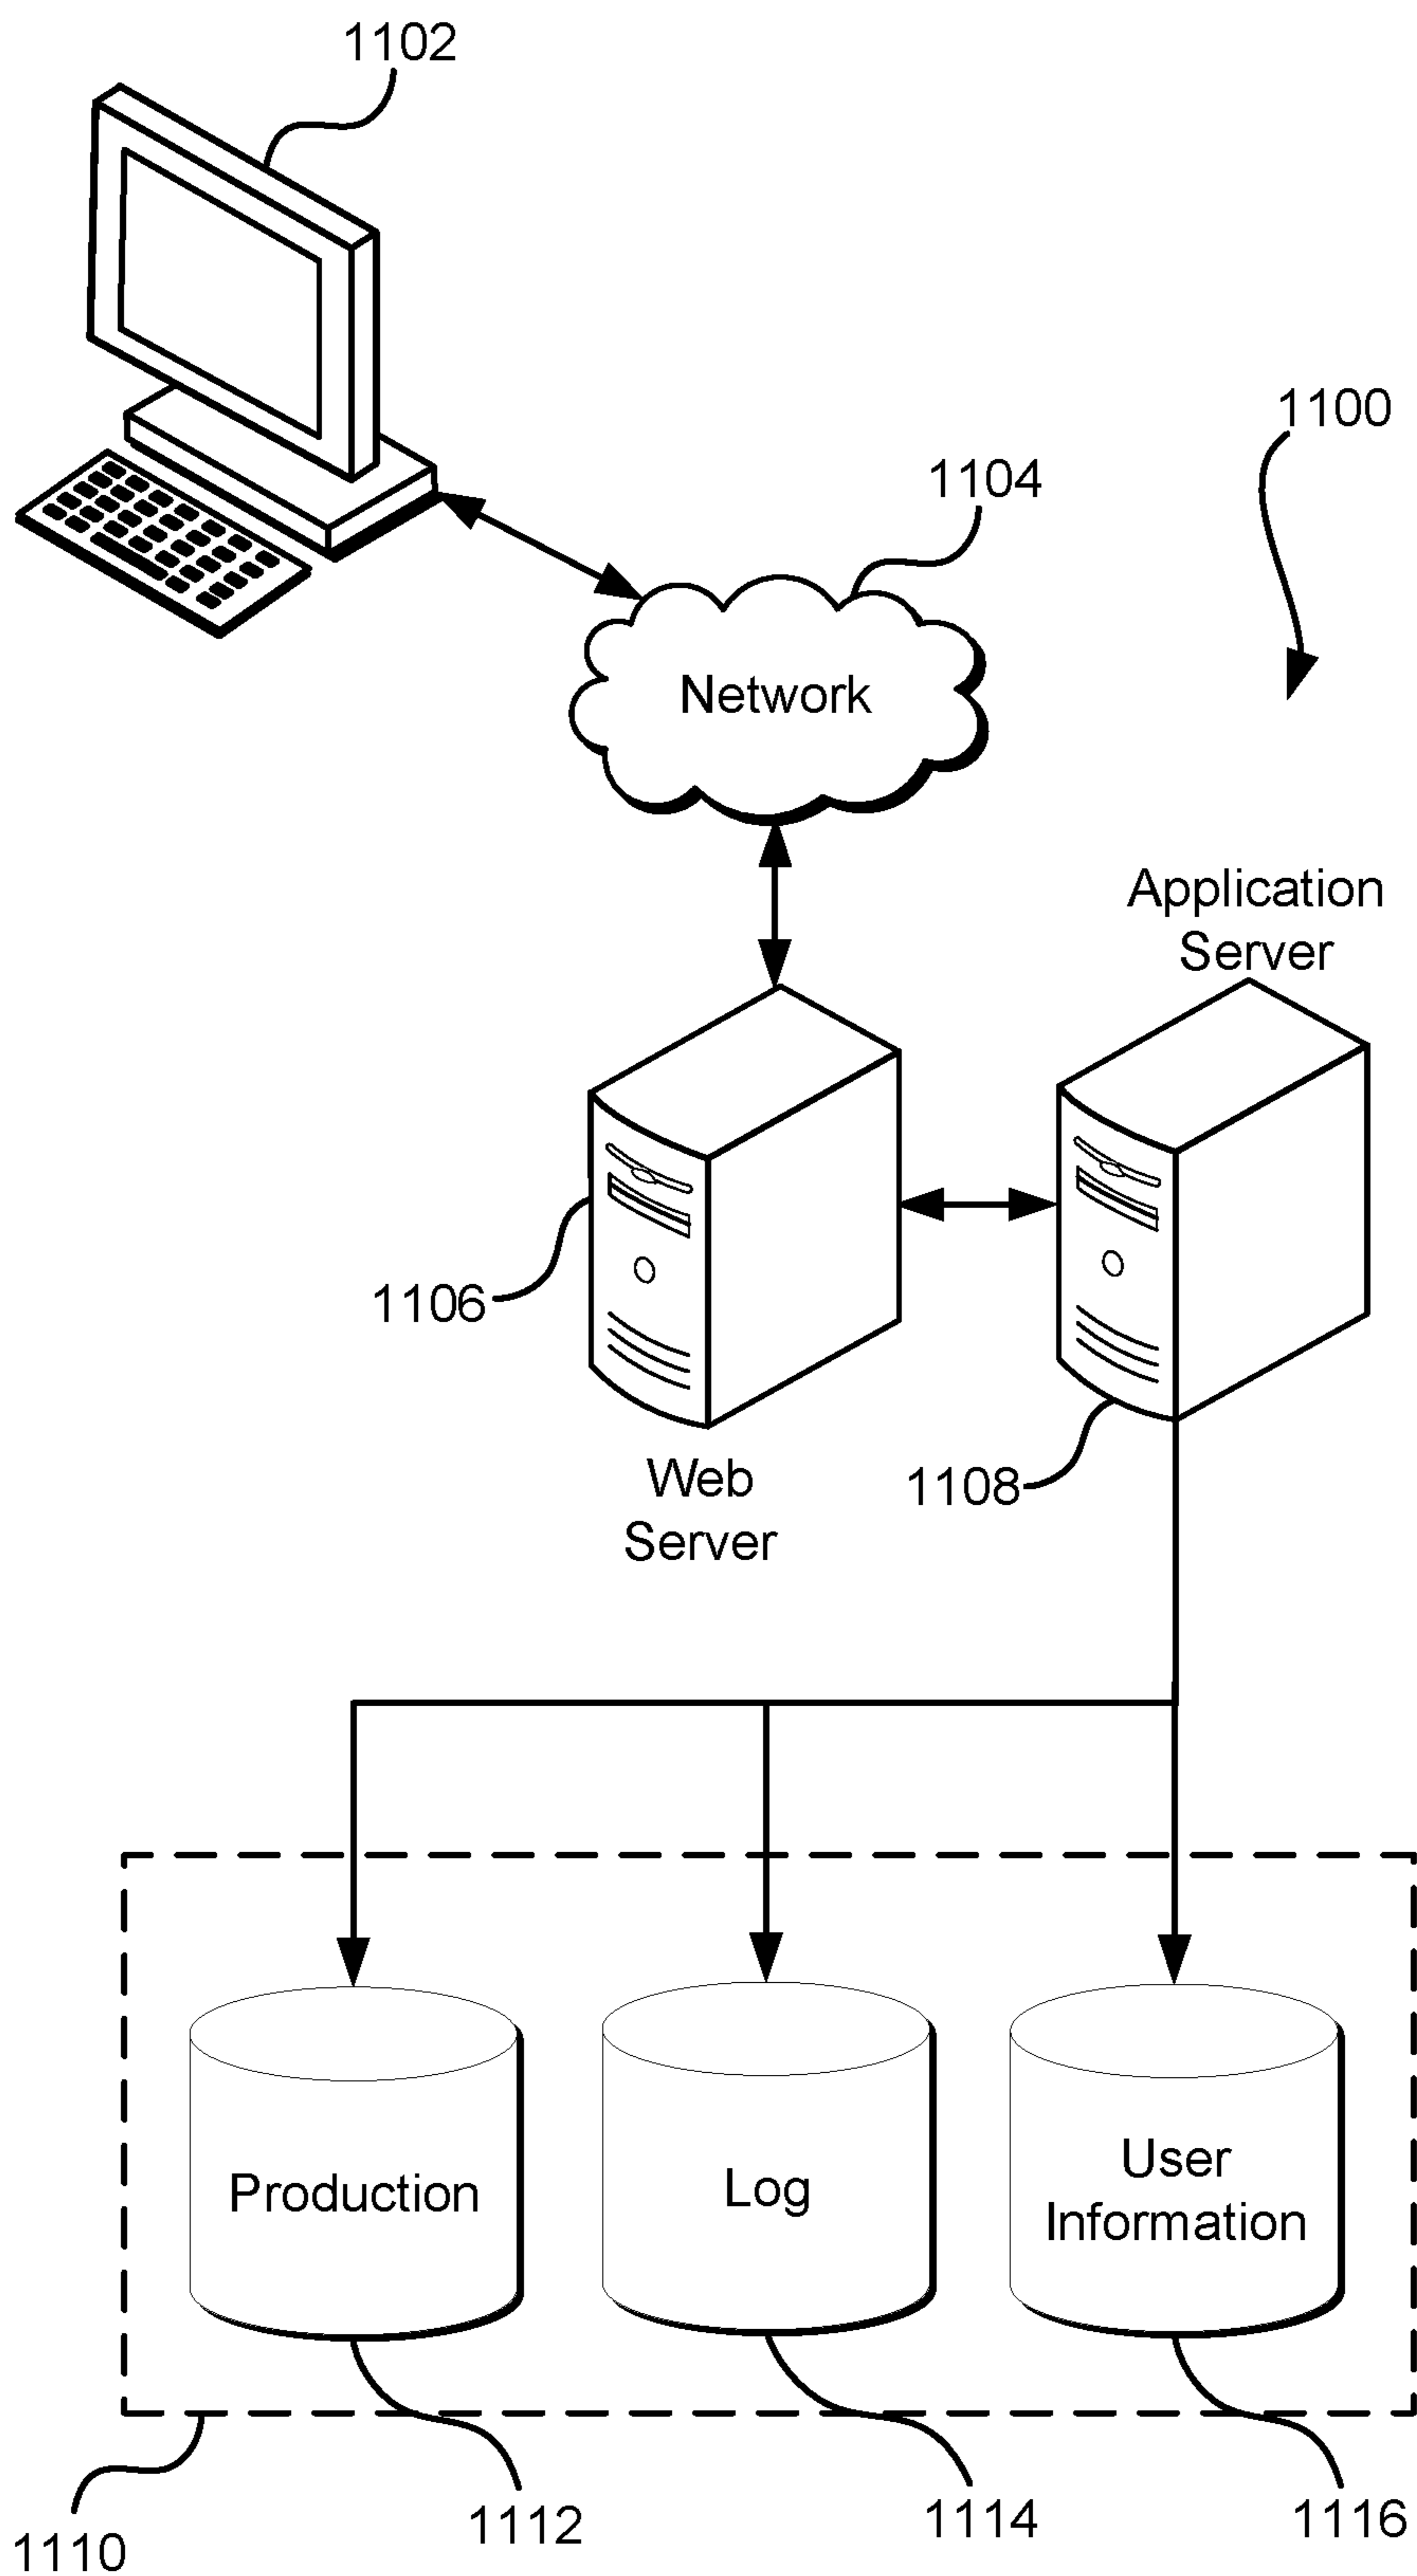 1102
1100
1104
Network
Application
Server
1106
Web
Server
1108
Production
Log
User
Information
1110
1112
1114
1116